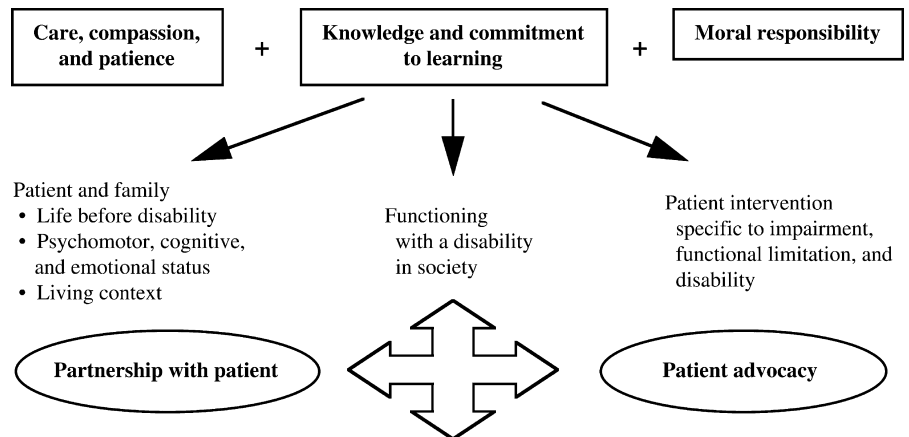 Care, compassion,
and patience
+
Knowledge and commitment
to learning
+
Moral responsibility
Patient and family
• Life before disability
• Psychomotor, cognitive,
and emotional status
• Living context
Functioning
with a disability
in society
Patient intervention
specific to impairment,
functional limitation, and
disability
Partnership with patient
Patient advocacy